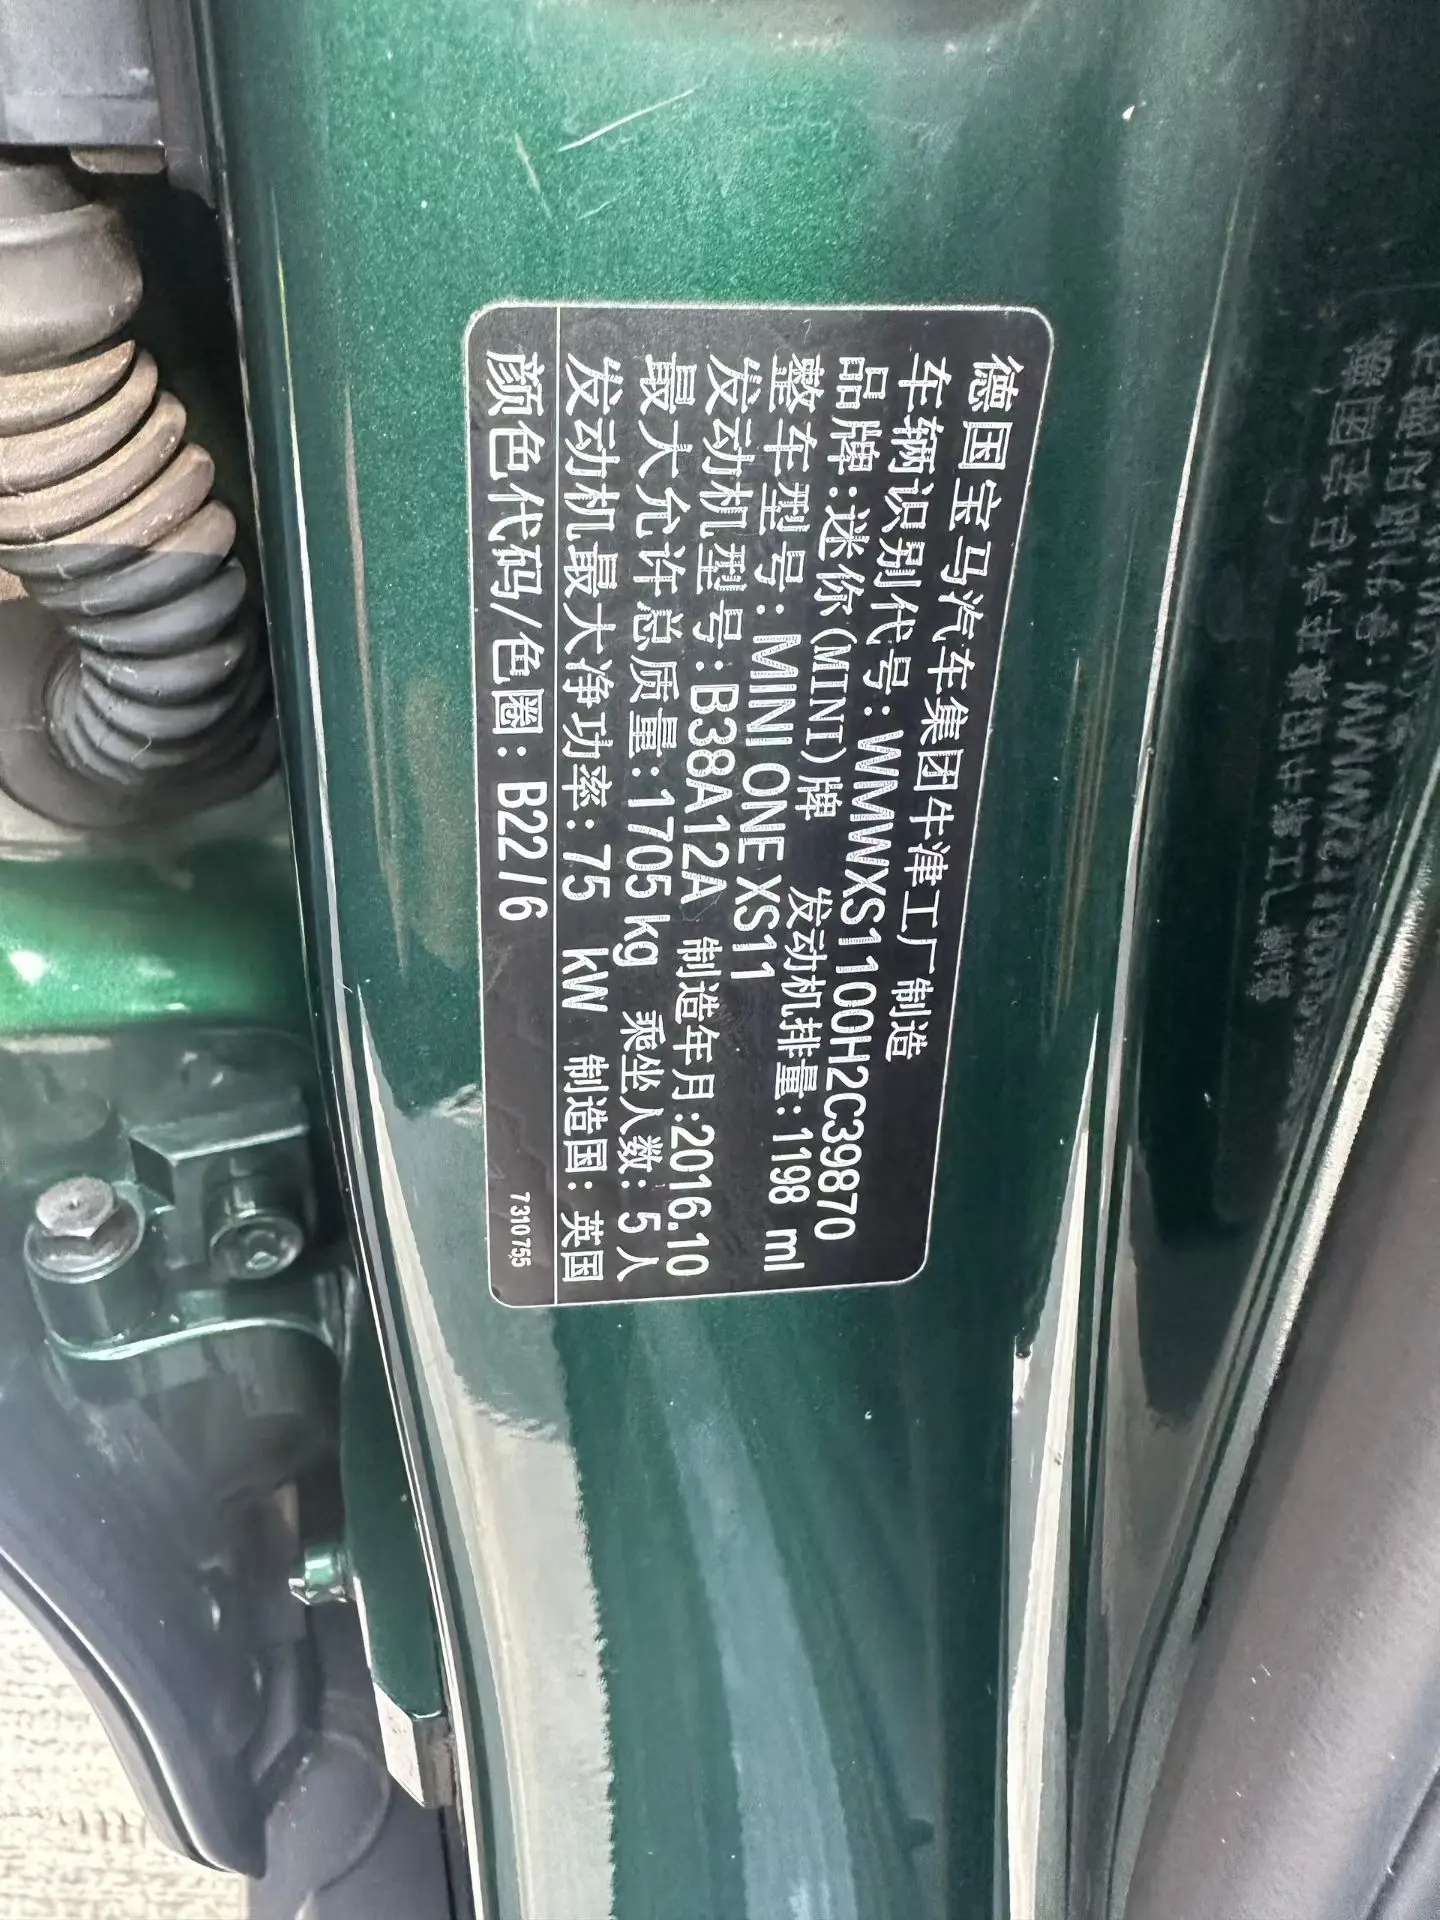 德国宝马汽车集团牛津工厂制造
车辆识别代号:WMWXS1100H2C39870
品牌:迷你(MINI)牌 发动机排量:1198 ml
整车型号:MINI ONE XS11
发动机型号:B38A12A 制造年月:2016.10
最大允许总质量:1705kg 乘坐人数:5人
发动机最大净功率:75 kW 制造国:英国
颜色代码/色圈:B22/6
7310755